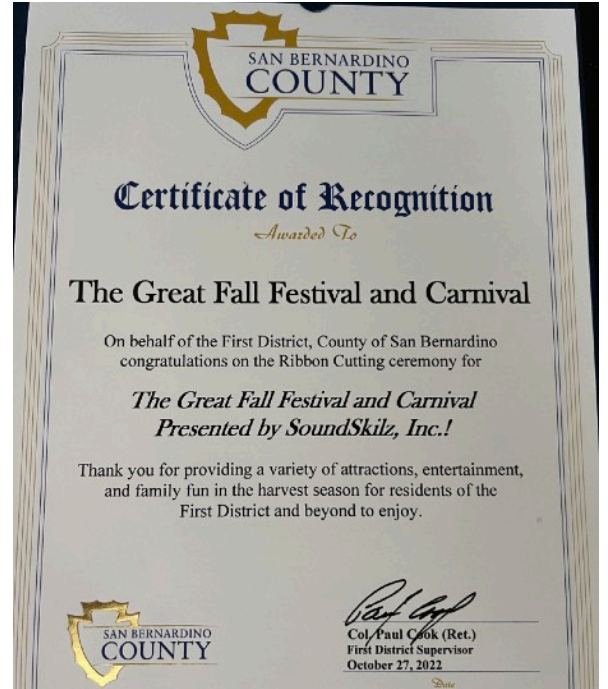 SAN BERNARDINO
COUNTY
Certificate of Recognition
Awarded To
The Great Fall Festival and Carnival
On behalf of the First District, County of San Bernardino
congratulations on the Ribbon Cutting ceremony for
The Great Fall Festival and Carnival
Presented by SoundSkilz, Inc.!
Thank you for providing a variety of attractions, entertainment,
and family fun in the harvest season for residents of the
First District and beyond to enjoy.
SAN BERNARDINO
COUNTY
Paul Cook
Col. Paul Cook (Ret.)
First District Supervisor
October 27, 2022
Date